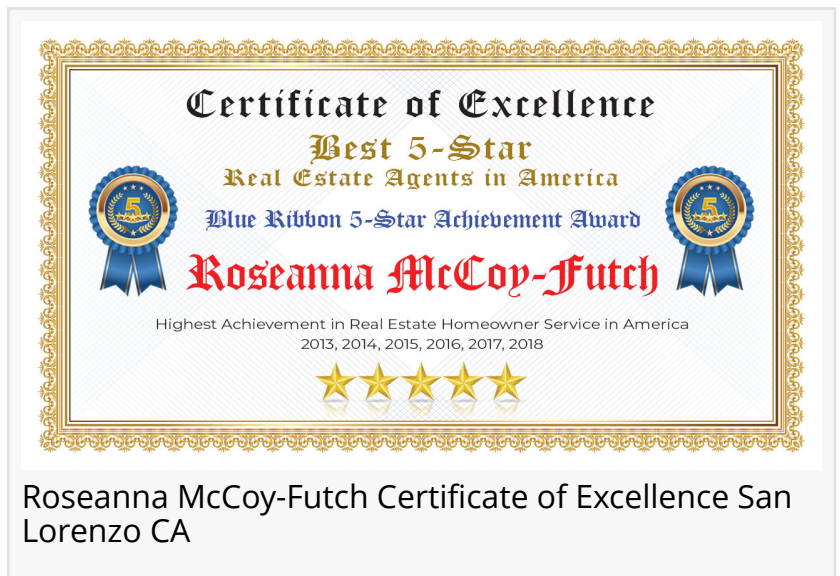 Certificate of Excellence
Best 5-Star
Real Estate Agents in America
Blue Ribbon 5-Star Achievement Award
5
5
Roseanna McCoy-Futch
Highest Achievement in Real Estate Homeowner Service in America
2013, 2014, 2015, 2016, 2017, 2018
Roseanna McCoy-Futch Certificate of Excellence San
Lorenzo CA